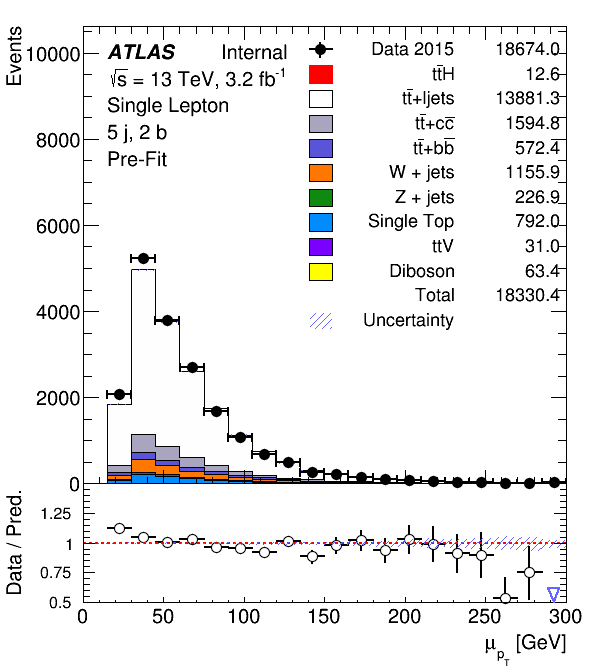 Events
10000
8000
6000
4000
2000
0
ATLAS Internal
√s = 13 TeV, 3.2 fb⁻¹
Single Lepton
5 j, 2 b
Pre-Fit
Data 2015 18674.0
tt̄H 12.6
tt̄+ljets 13881.3
tt̄+cc̄ 1594.8
tt̄+bb̄ 572.4
W + jets 1155.9
Z + jets 226.9
Single Top 792.0
ttV 31.0
Diboson 63.4
Total 18330.4
Uncertainty
Data / Pred.
1.25
1
0.75
0.5
0 50 100 150 200 250 300
μ_pT [GeV]